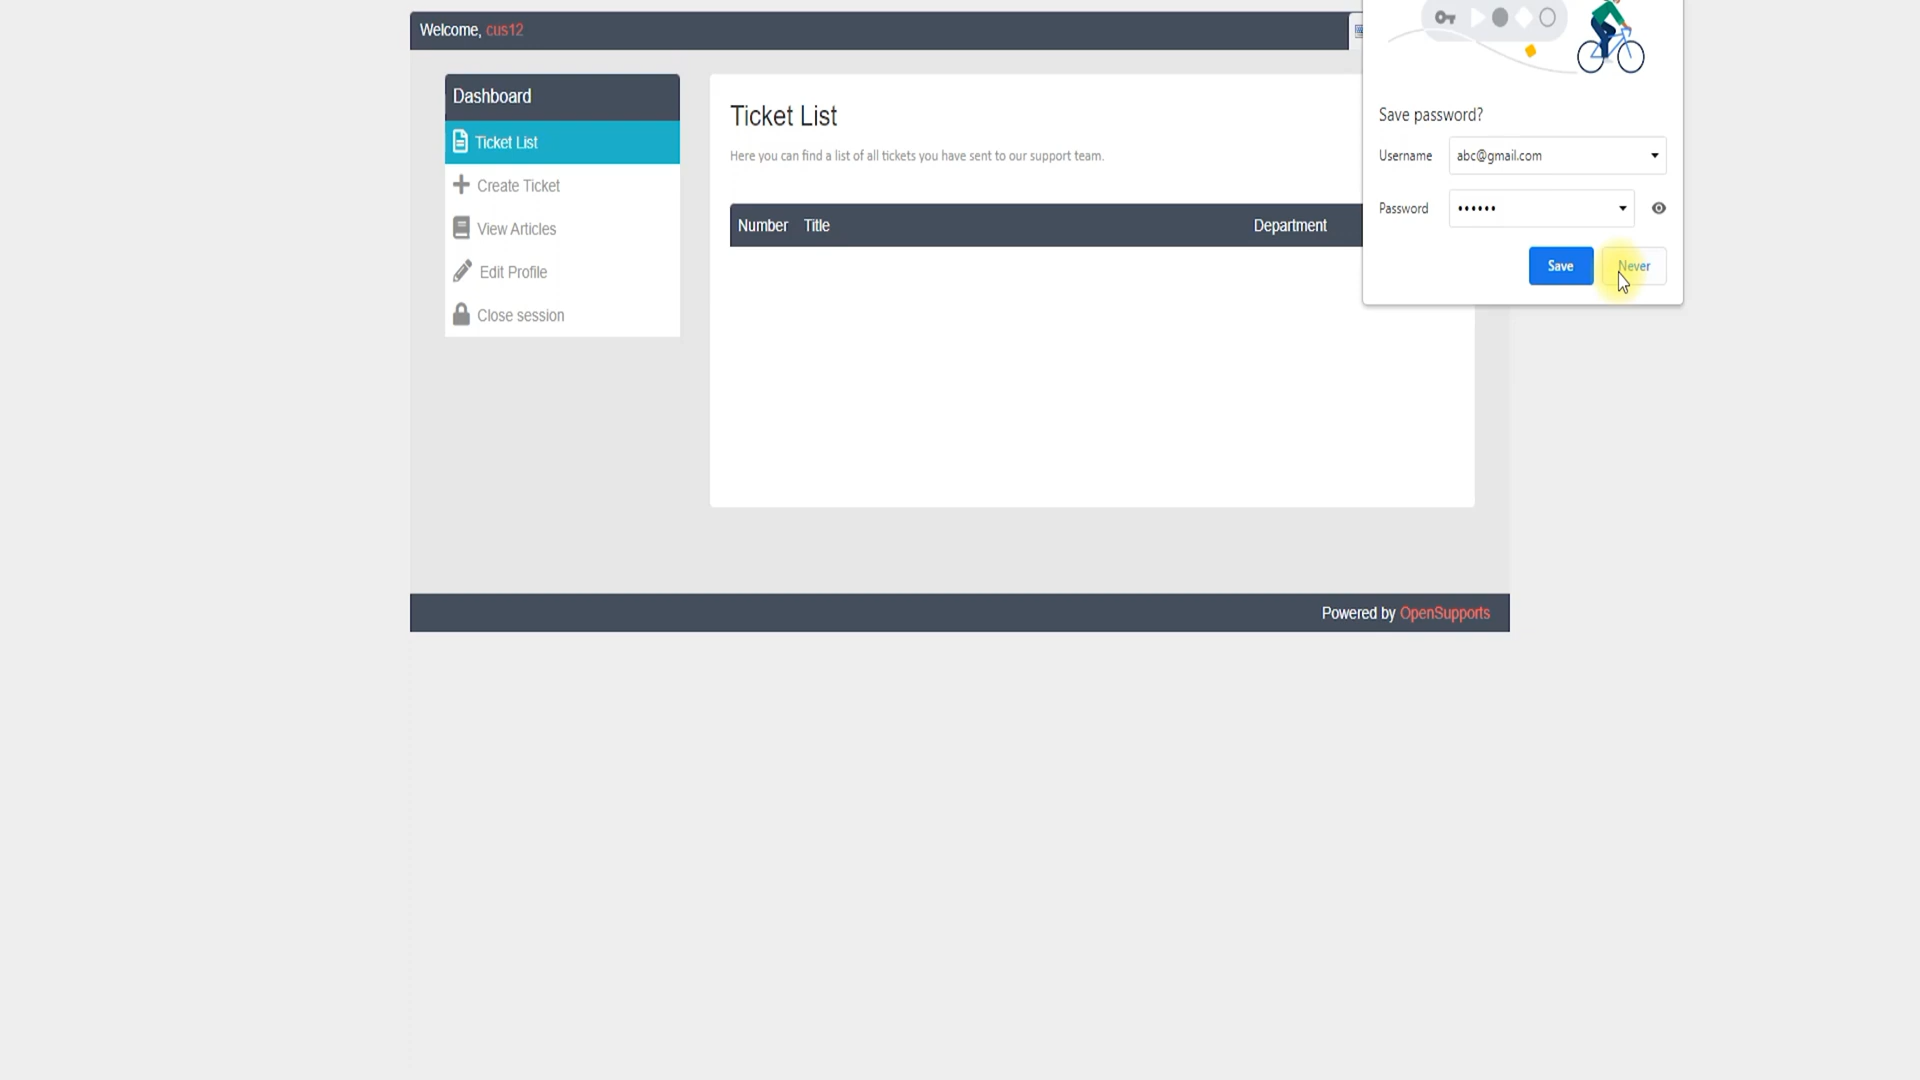 Welcome, cus12
Dashboard
Ticket List
Create Ticket
View Articles
Edit Profile
Close session
Ticket List
Here you can find a list of all tickets you have sent to our support team.
Number Title Department
Save password?
Username abc@gmail.com
Password ••••••
Save Never
Powered by OpenSupports